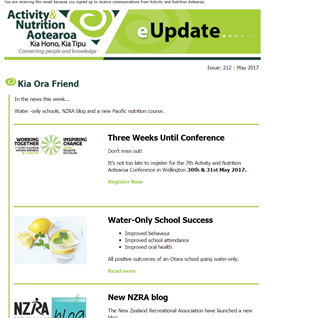 You are receiving this email because you signed up to receive communications from Activity and Nutrition Aotearoa.
Activity&
Nutrition
Aotearoa
Kia Hono, Kia Tipu
Connecting people and knowledge
eUpdate......
Issue: 212 | May 2017
Kia Ora Friend
In the news this week...
Water -only schools, NZRA blog and a new Pacific nutrition course.
WORKING TOGETHER
INSPIRING CHANGE
Three Weeks Until Conference
Don't miss out!
It's not too late to register for the 7th Activity and Nutrition
Aotearoa Conference in Wellington 30th & 31st May 2017.
Register Now
Water-Only School Success
• Improved behaviour
• Improved school attendance
• Improved oral health
All positive outcomes of an Otara school going water-only.
Read more
NZRA
blog
New NZRA blog
The New Zealand Recreational Association have launched a new
blog.